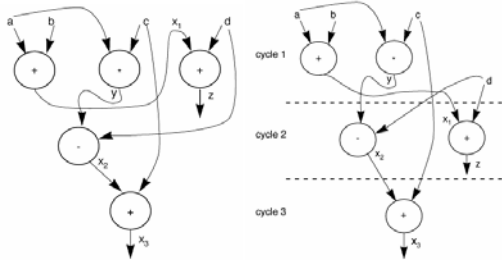 a b c x₁ d
+ - +
y
z
-
x₂
+
x₃
a b c
cycle 1
+ -
y
d
x₁
cycle 2
- +
x₂
z
cycle 3
+
x₃